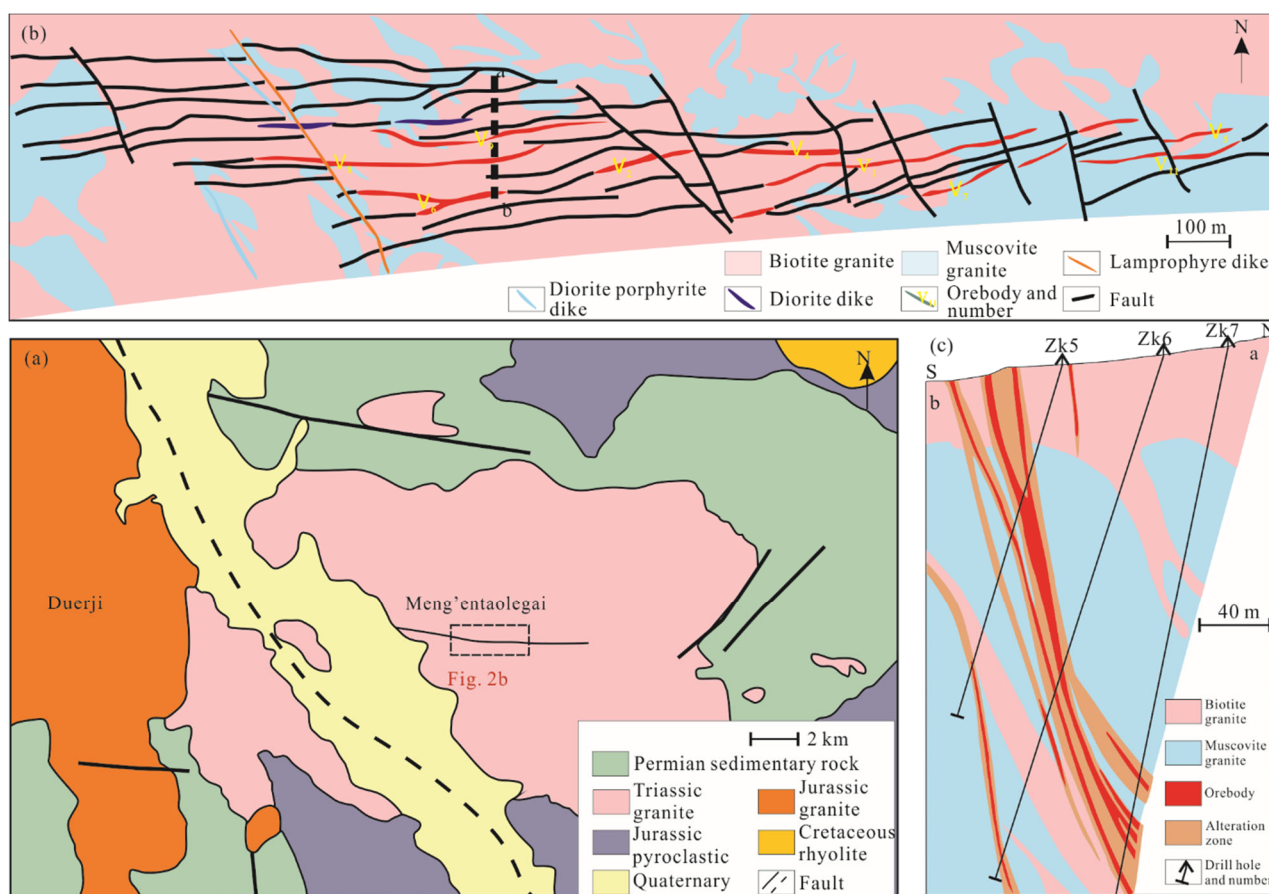 (b)
N
a
V
V
V
V
V
V
V
V
b
6
100 m
Biotite granite
Muscovite
granite
Lamprophyre dike
Diorite porphyrite
dike
Diorite dike
Orebody and
number
Fault
(a)
N
Duerji
Meng’entaolegai
Fig. 2b
2 km
Permian sedimentary rock
Triassic
granite
Jurassic
granite
Jurassic
pyroclastic
Cretaceous
rhyolite
Quaternary
Fault
(c)
Zk5
Zk6
Zk7
N
S
a
b
40 m
Biotite
granite
Muscovite
granite
Orebody
Alteration
zone
Drill hole
and number